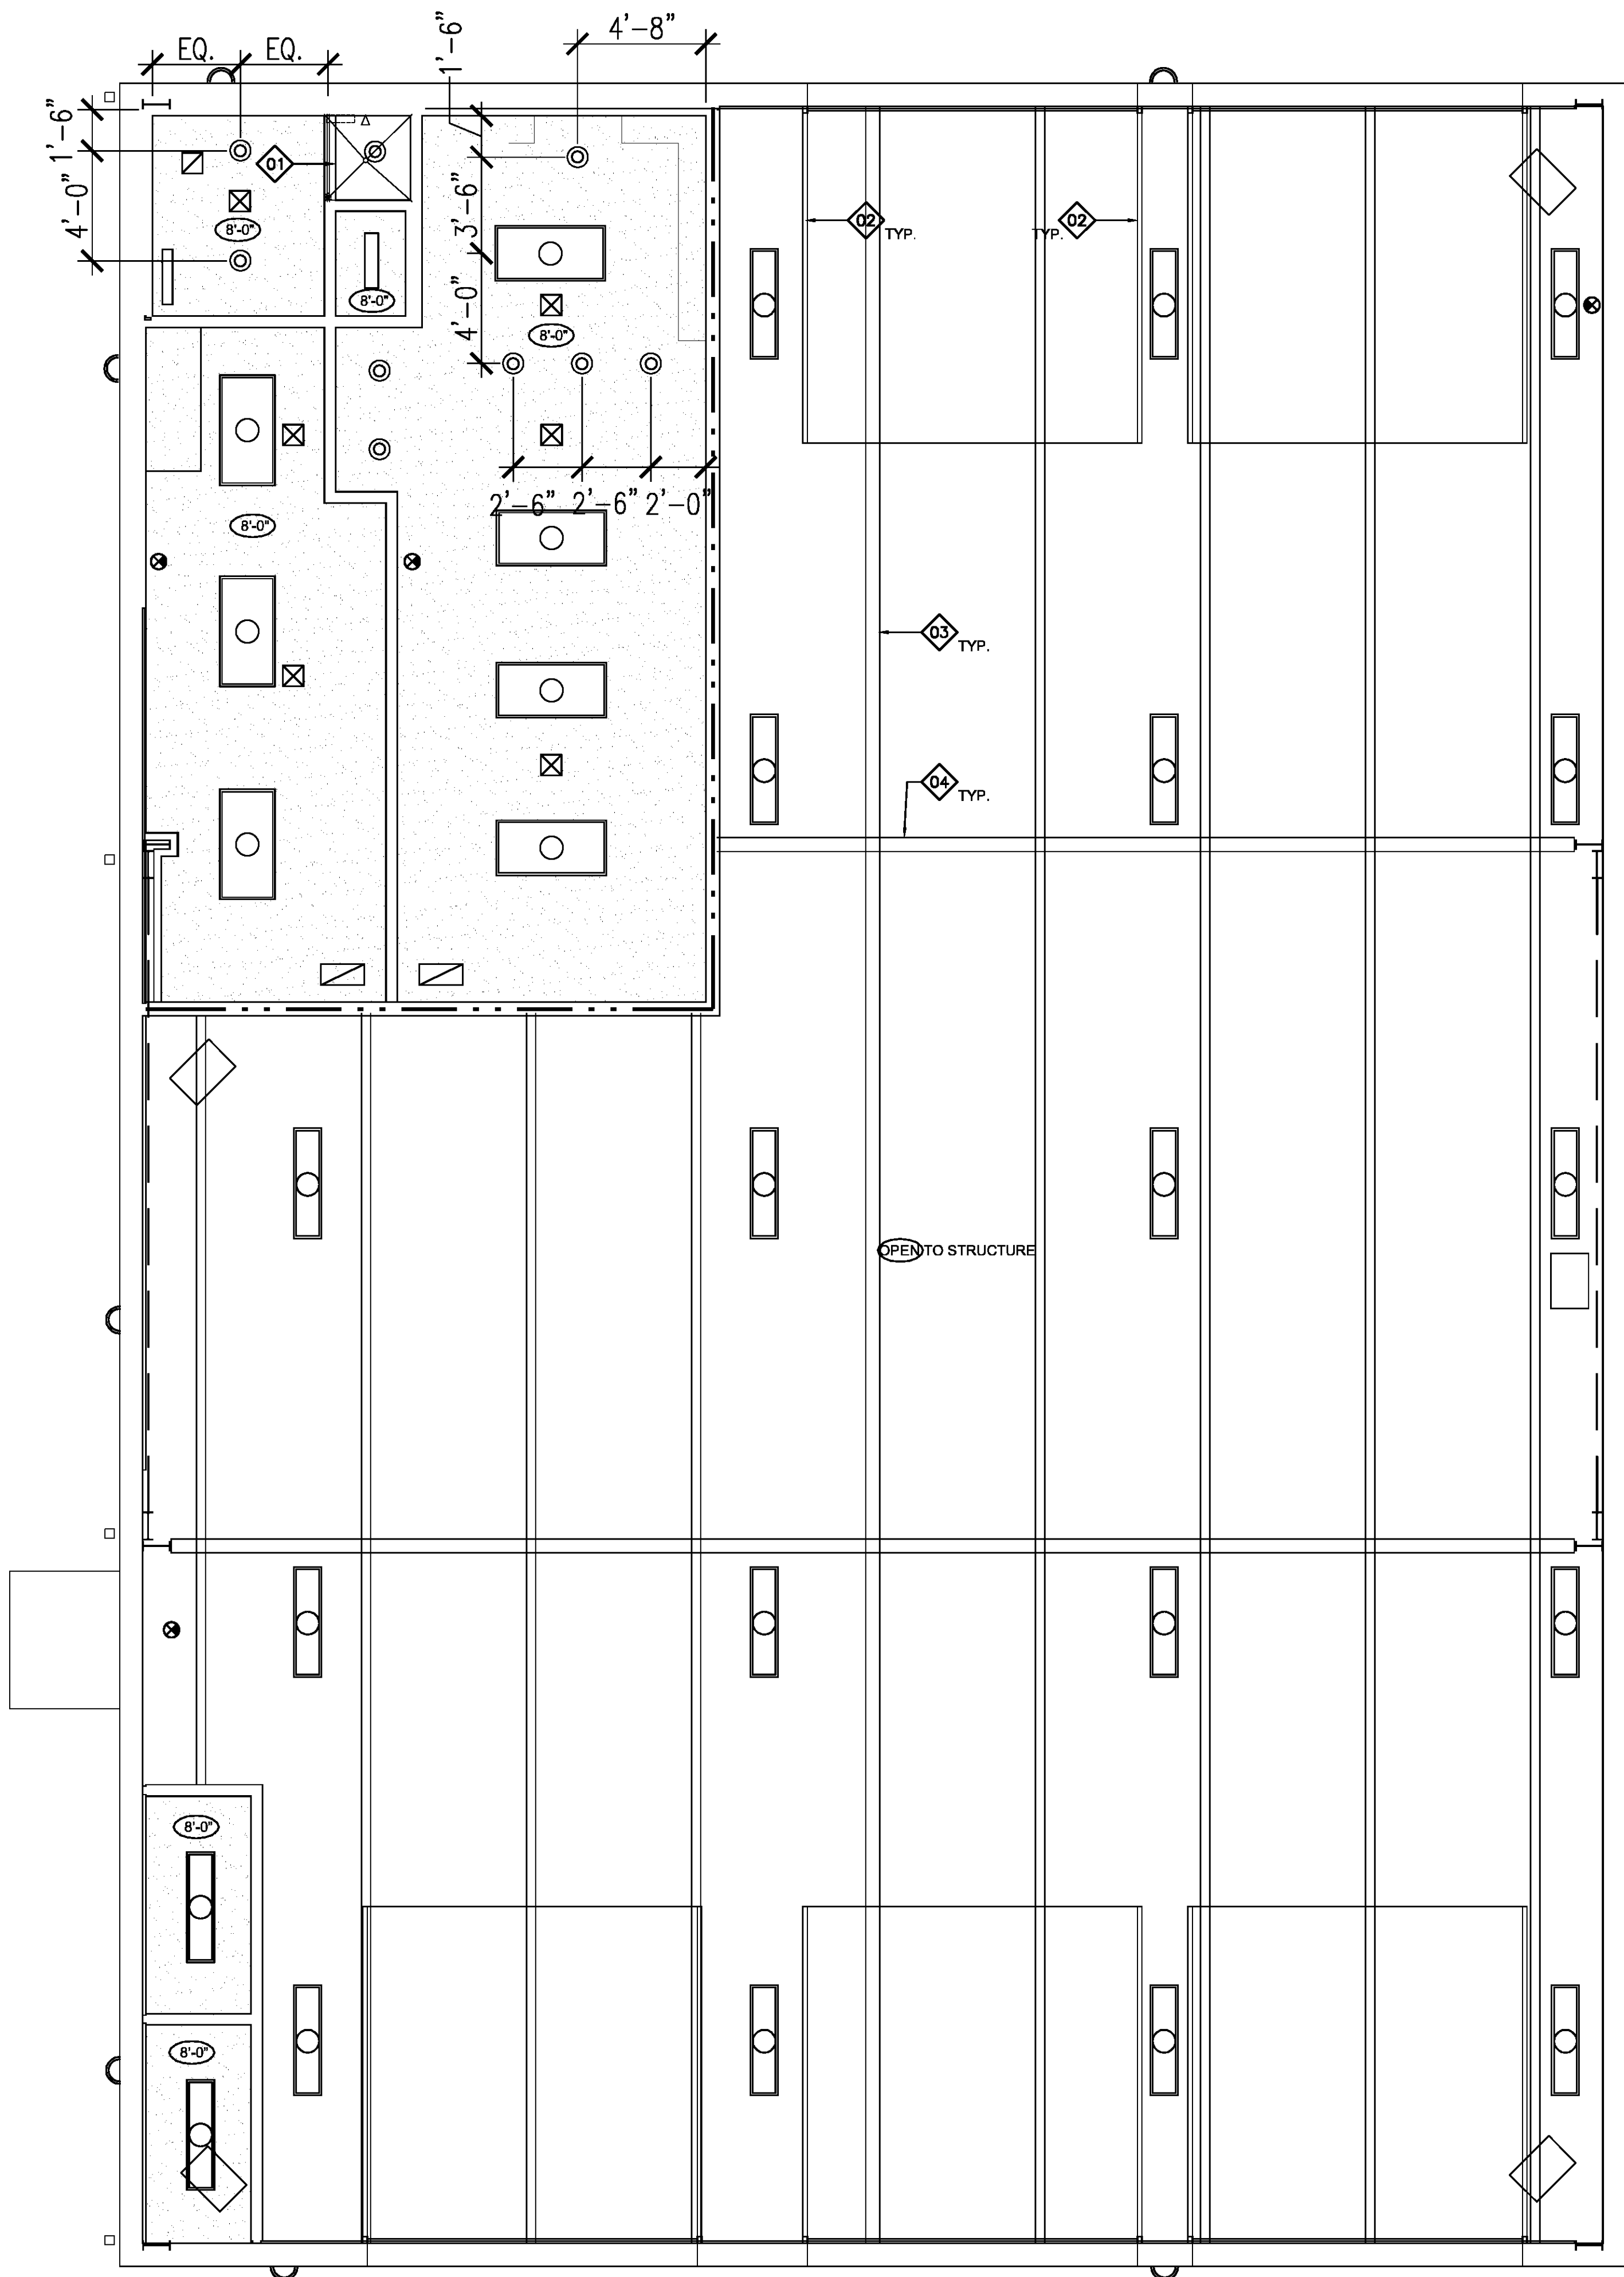 4'-8"
1'-6"
EQ. EQ.
1'-6"
4'-0"
01
8'-0"
8'-0"
3'-6"
4'-0"
8'-0"
02
TYP.
02
TYP.
2'-6" 2'-6" 2'-0"
8'-0"
03
TYP.
04
TYP.
OPEN TO STRUCTURE
8'-0"
8'-0"